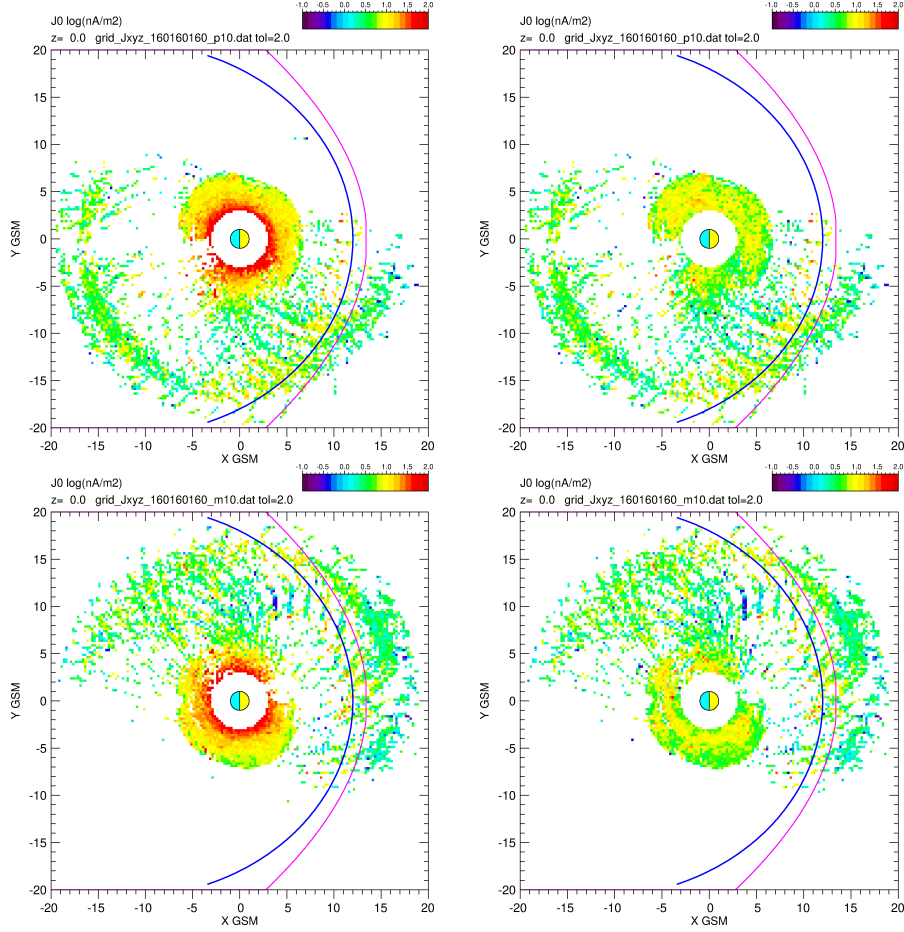 -1.0 -0.5 0.0 0.5 1.0 1.5 2.0
J0 log(nA/m2)
z= 0.0 grid_Jxyz_160160160_p10.dat tol=2.0
20
15
10
5
0
-5
-10
-15
-20
Y GSM
-20 -15 -10 -5 0 5 10 15 20
X GSM
-1.0 -0.5 0.0 0.5 1.0 1.5 2.0
J0 log(nA/m2)
z= 0.0 grid_Jxyz_160160160_p10.dat tol=2.0
20
15
10
5
0
-5
-10
-15
-20
Y GSM
-20 -15 -10 -5 0 5 10 15 20
X GSM
-1.0 -0.5 0.0 0.5 1.0 1.5 2.0
J0 log(nA/m2)
z= 0.0 grid_Jxyz_160160160_m10.dat tol=2.0
20
15
10
5
0
-5
-10
-15
-20
Y GSM
-20 -15 -10 -5 0 5 10 15 20
X GSM
-1.0 -0.5 0.0 0.5 1.0 1.5 2.0
J0 log(nA/m2)
z= 0.0 grid_Jxyz_160160160_m10.dat tol=2.0
20
15
10
5
0
-5
-10
-15
-20
Y GSM
-20 -15 -10 -5 0 5 10 15 20
X GSM